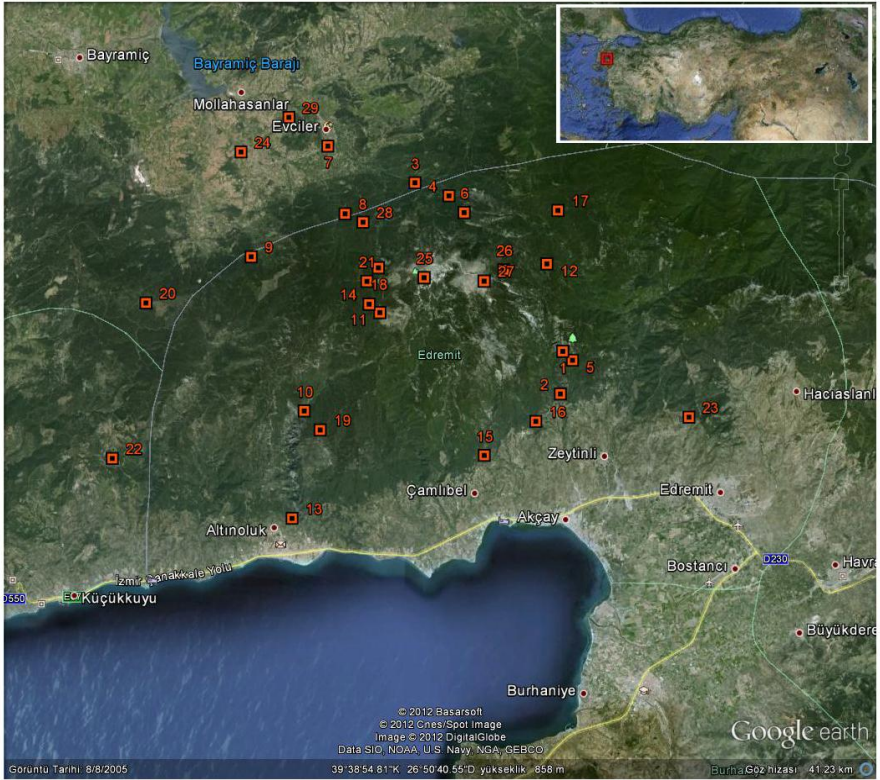 Bayramiç
Bayramiç Barajı
Mollahasanlar
29
Evciler
24
7
3
4
6
8
28
17
9
21
25
26
27
12
18
14
11
20
Edremit
1
5
2
10
16
23
Hacıaslanl
19
15
22
Zeytinli
Çamlıbel
Edremit
13
Altınoluk
Akçay
D230
Bostancı
Havra
İzmir Çanakkale Yolu
D550
Küçükkuyu
Büyükdere
Burhaniye
© 2012 Basarsoft
© 2012 Cnes/Spot Image
Image © 2012 DigitalGlobe
Data SIO, NOAA, U.S. Navy, NGA, GEBCO
Google earth
Görüntü Tarihi: 8/8/2005
39°38'54.81"K 26°50'40.55"D yükseklik 858 m
Göz hizası 41.23 km